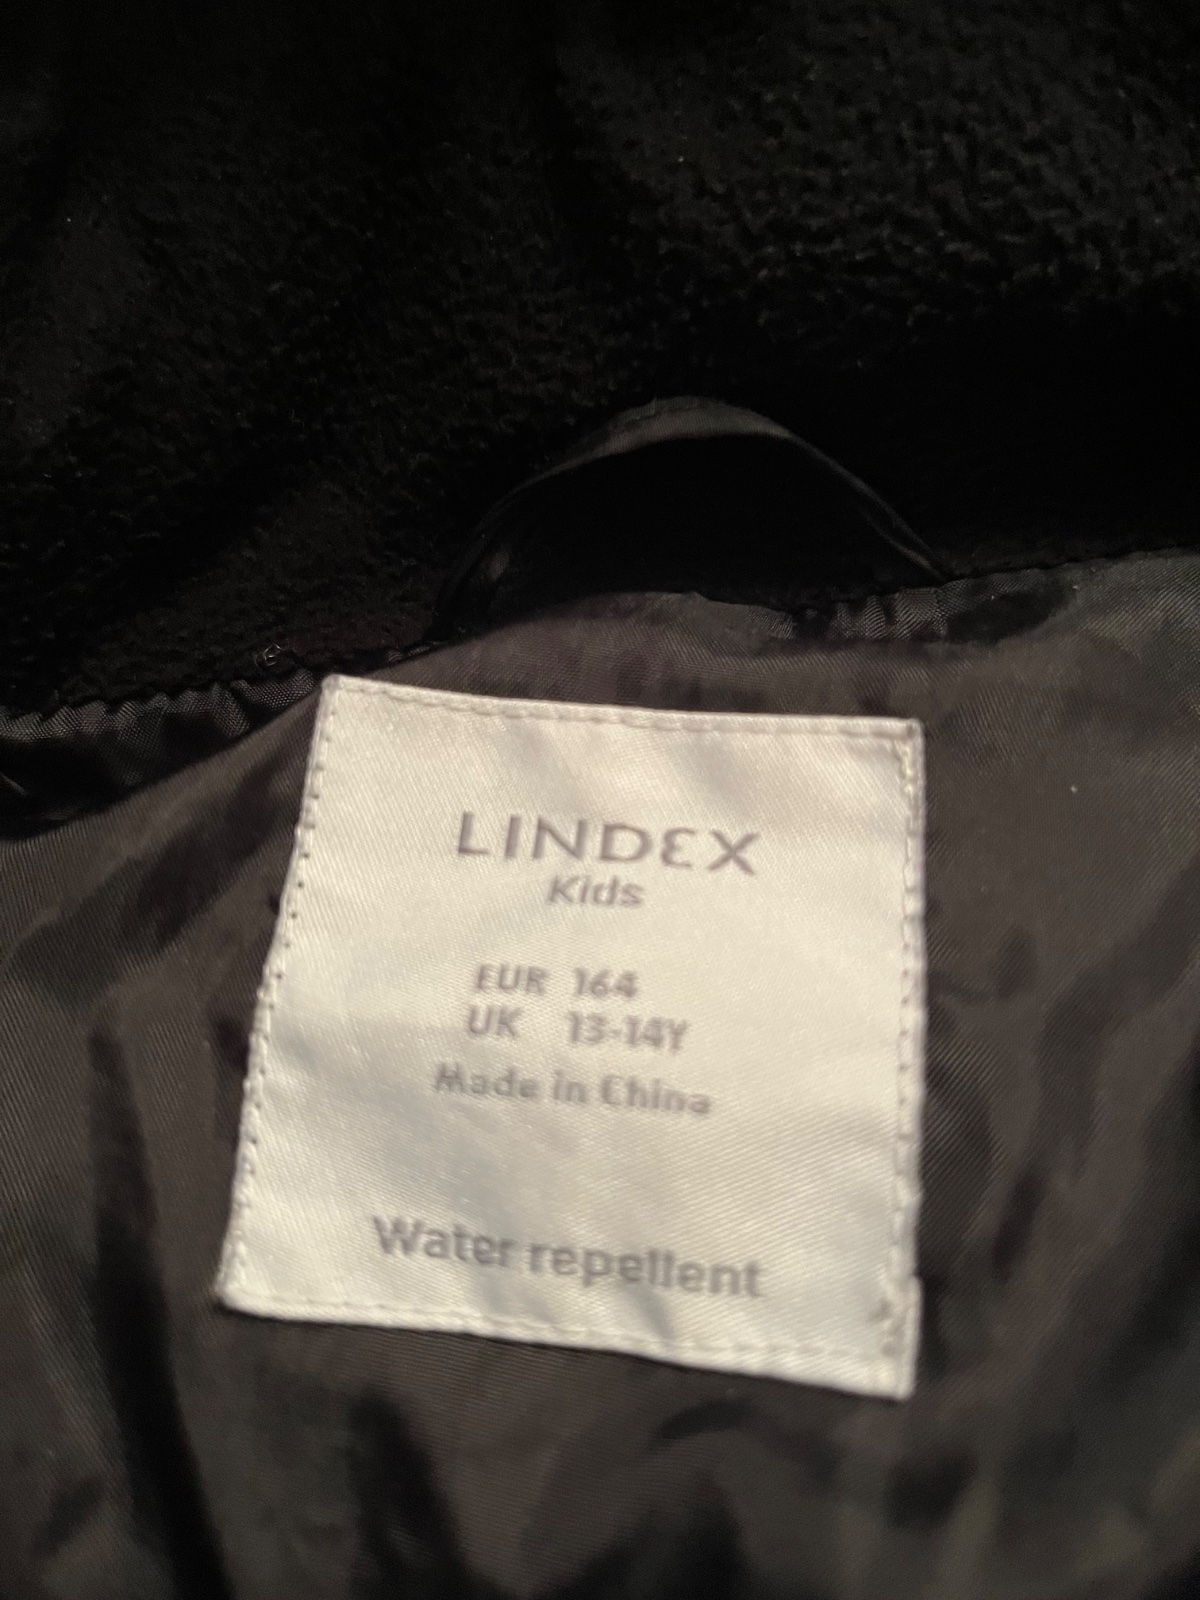 LINDEX
Kids
EUR 164
UK 13-14Y
Made in China
Water repellent